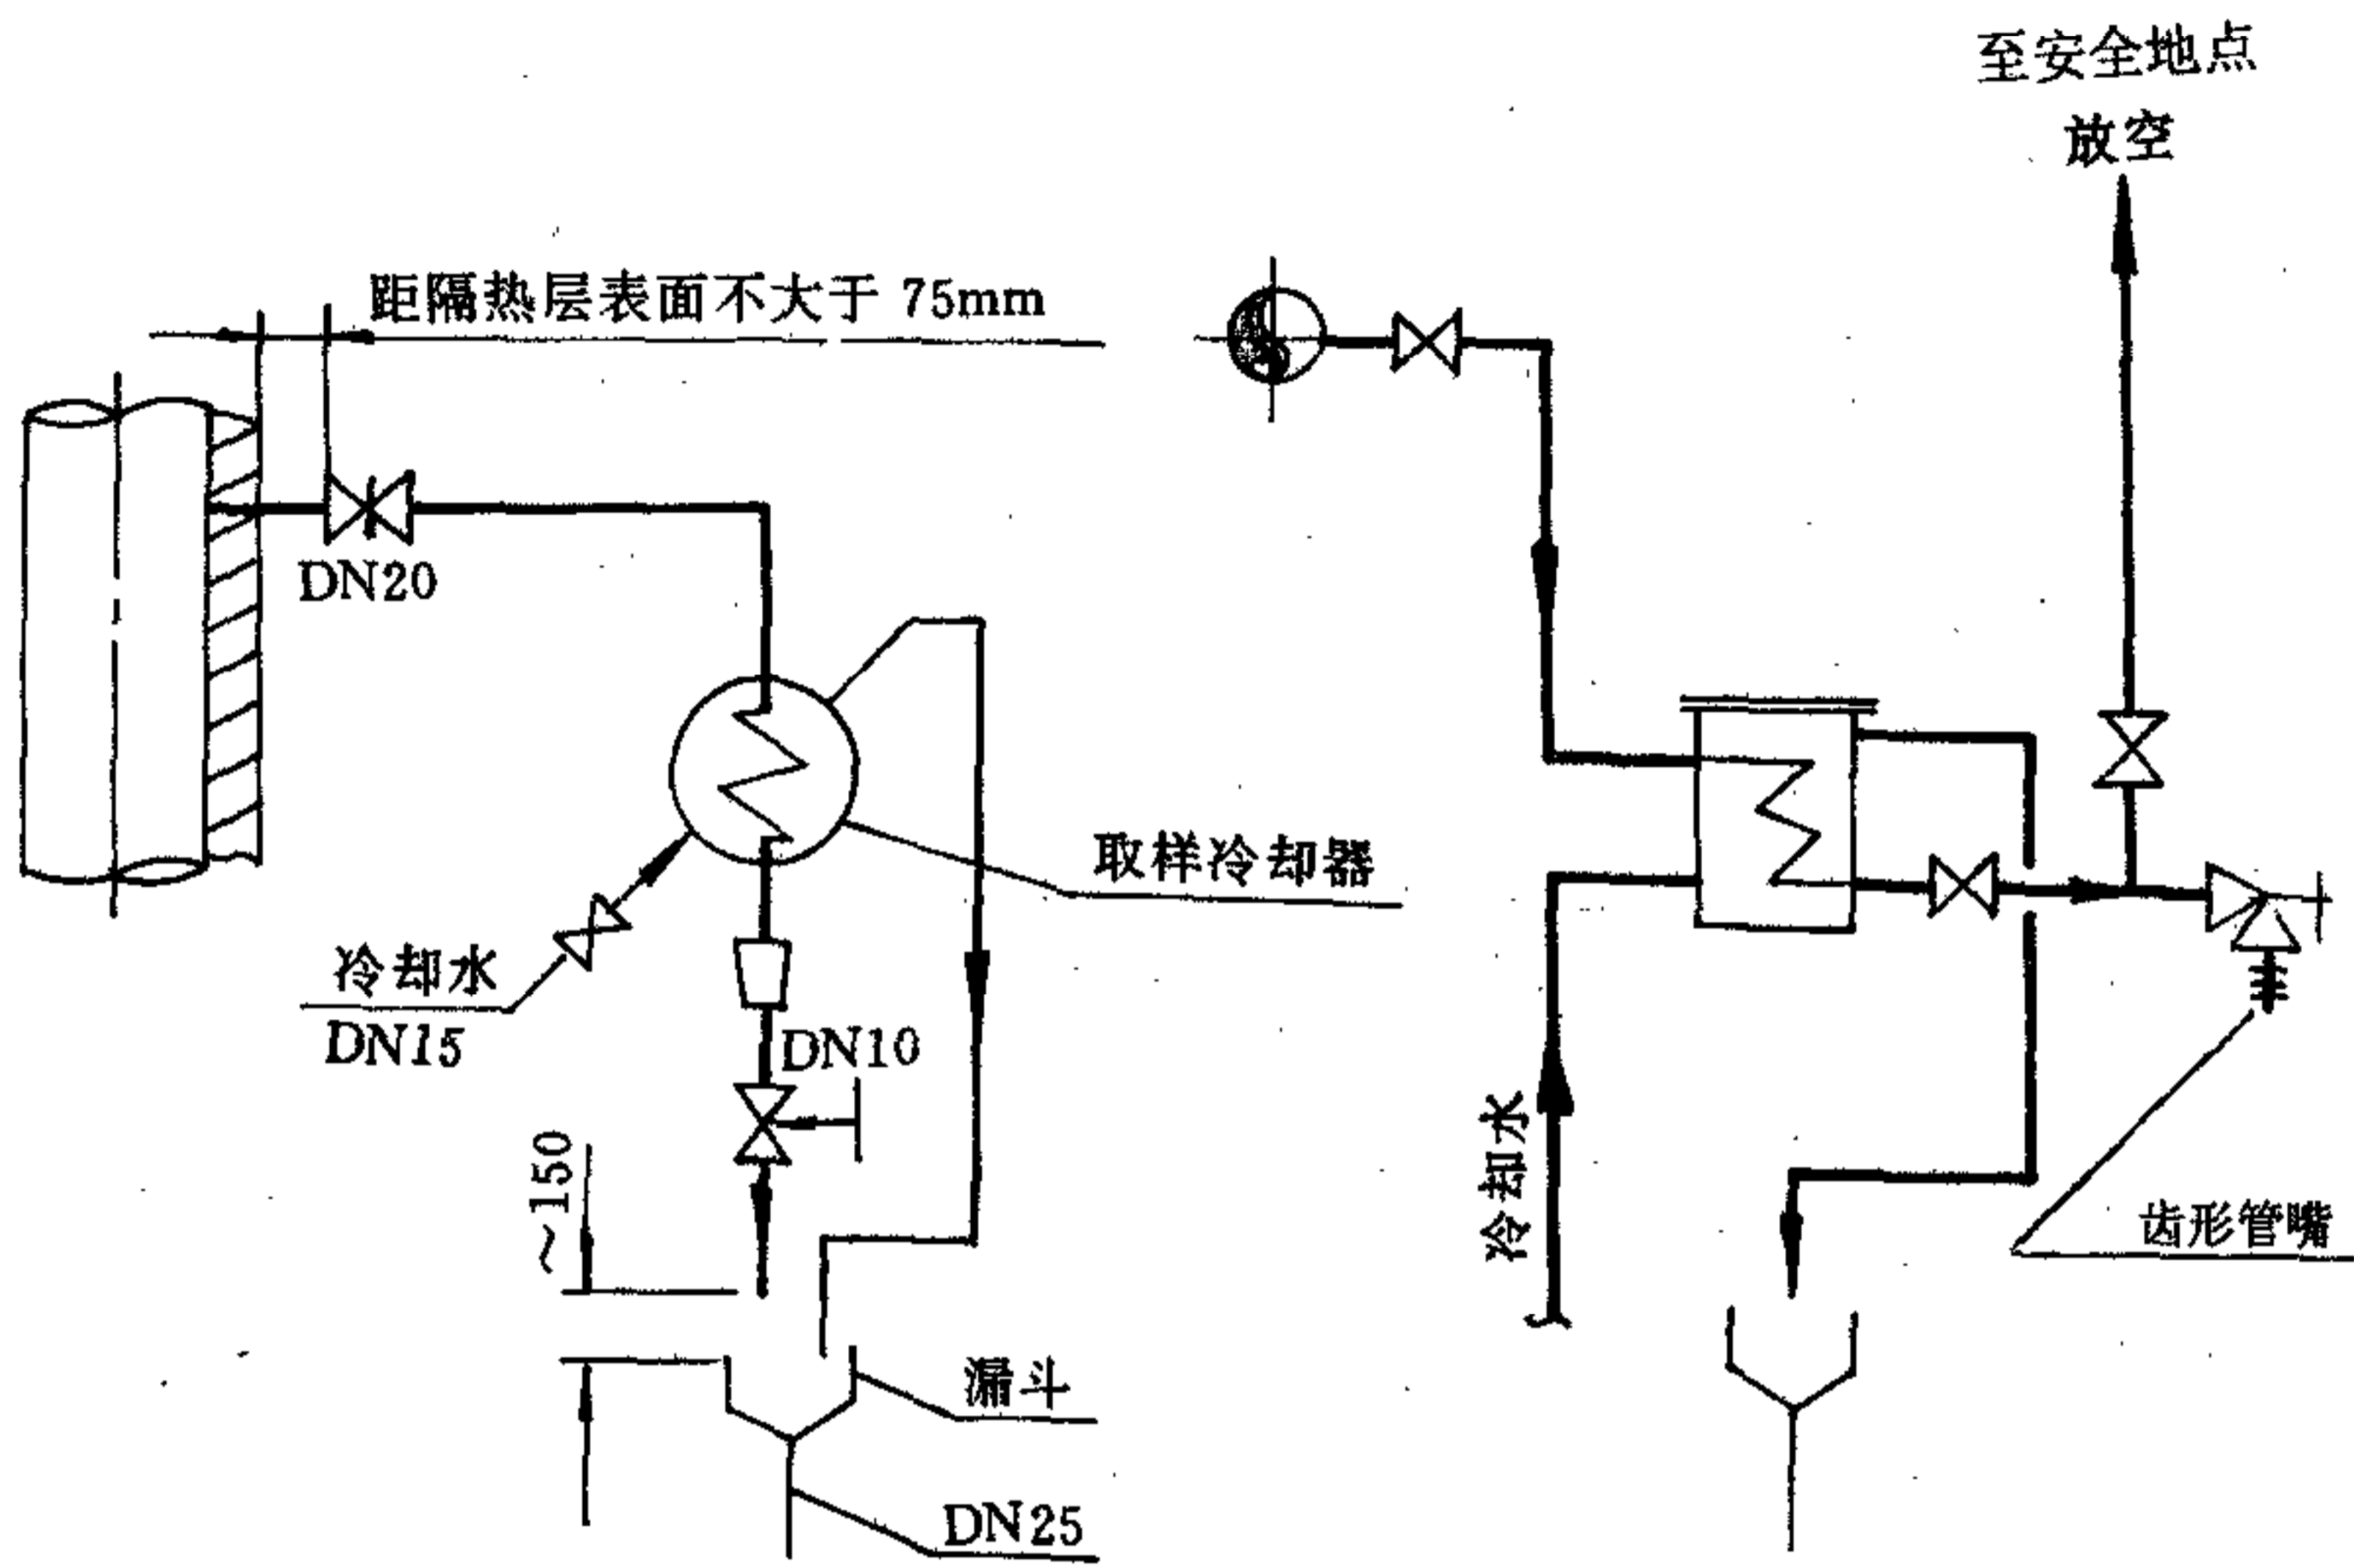 至安全地点
放空
距隔热层表面不大于 75mm
DN20
取样冷却器
冷却水
DN15
DN10
~150
漏斗
DN25
冷却水
齿形管嘴